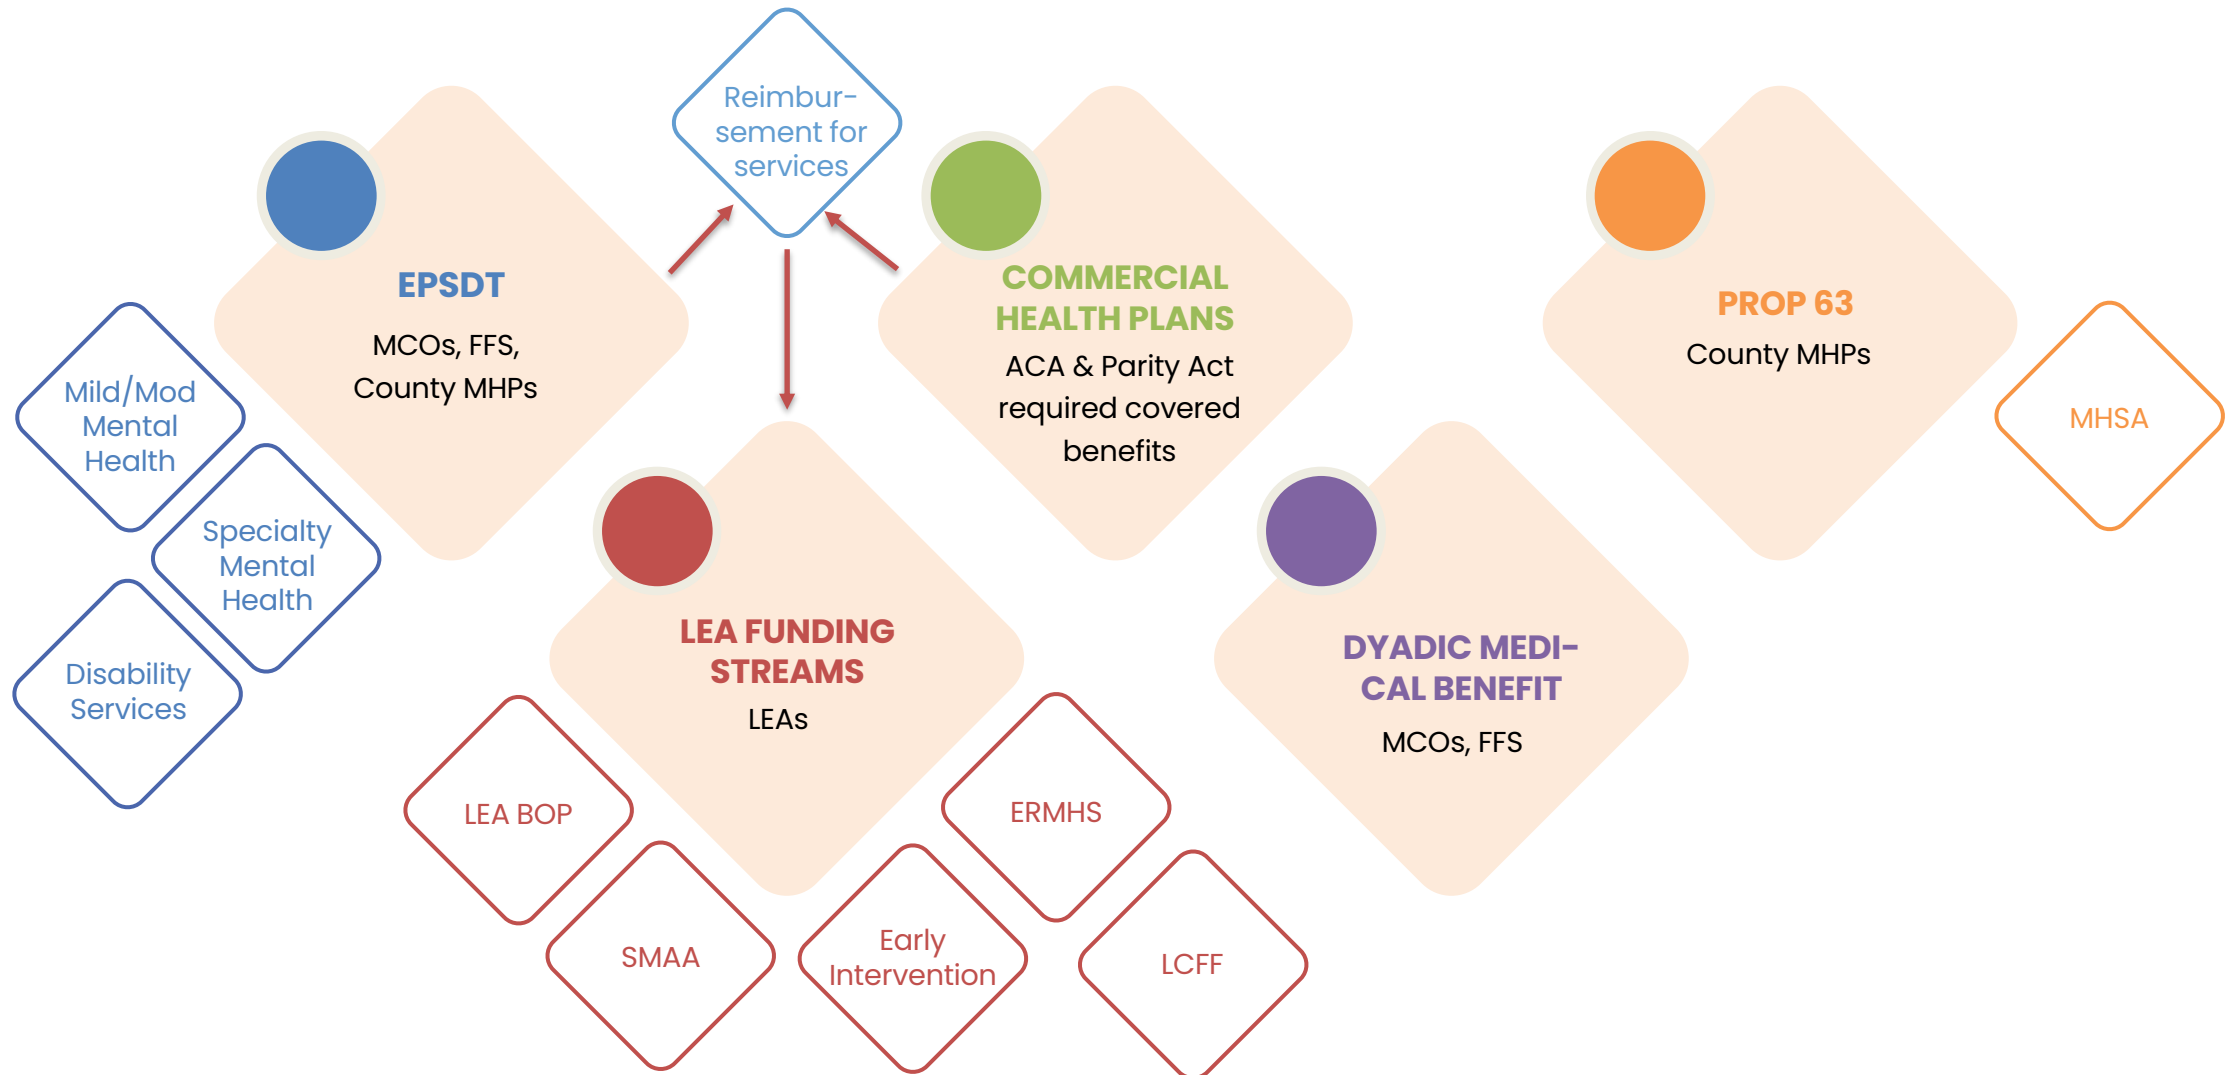 Reimbur-
sement for
services
EPSDT
MCOs, FFS,
County MHPs
Mild/Mod
Mental
Health
Specialty
Mental
Health
Disability
Services
COMMERCIAL
HEALTH PLANS
ACA & Parity Act
required covered
benefits
PROP 63
County MHPs
MHSA
LEA FUNDING
STREAMS
LEAs
LEA BOP
SMAA
Early
Intervention
ERMHS
LCFF
DYADIC MEDI-
CAL BENEFIT
MCOs, FFS